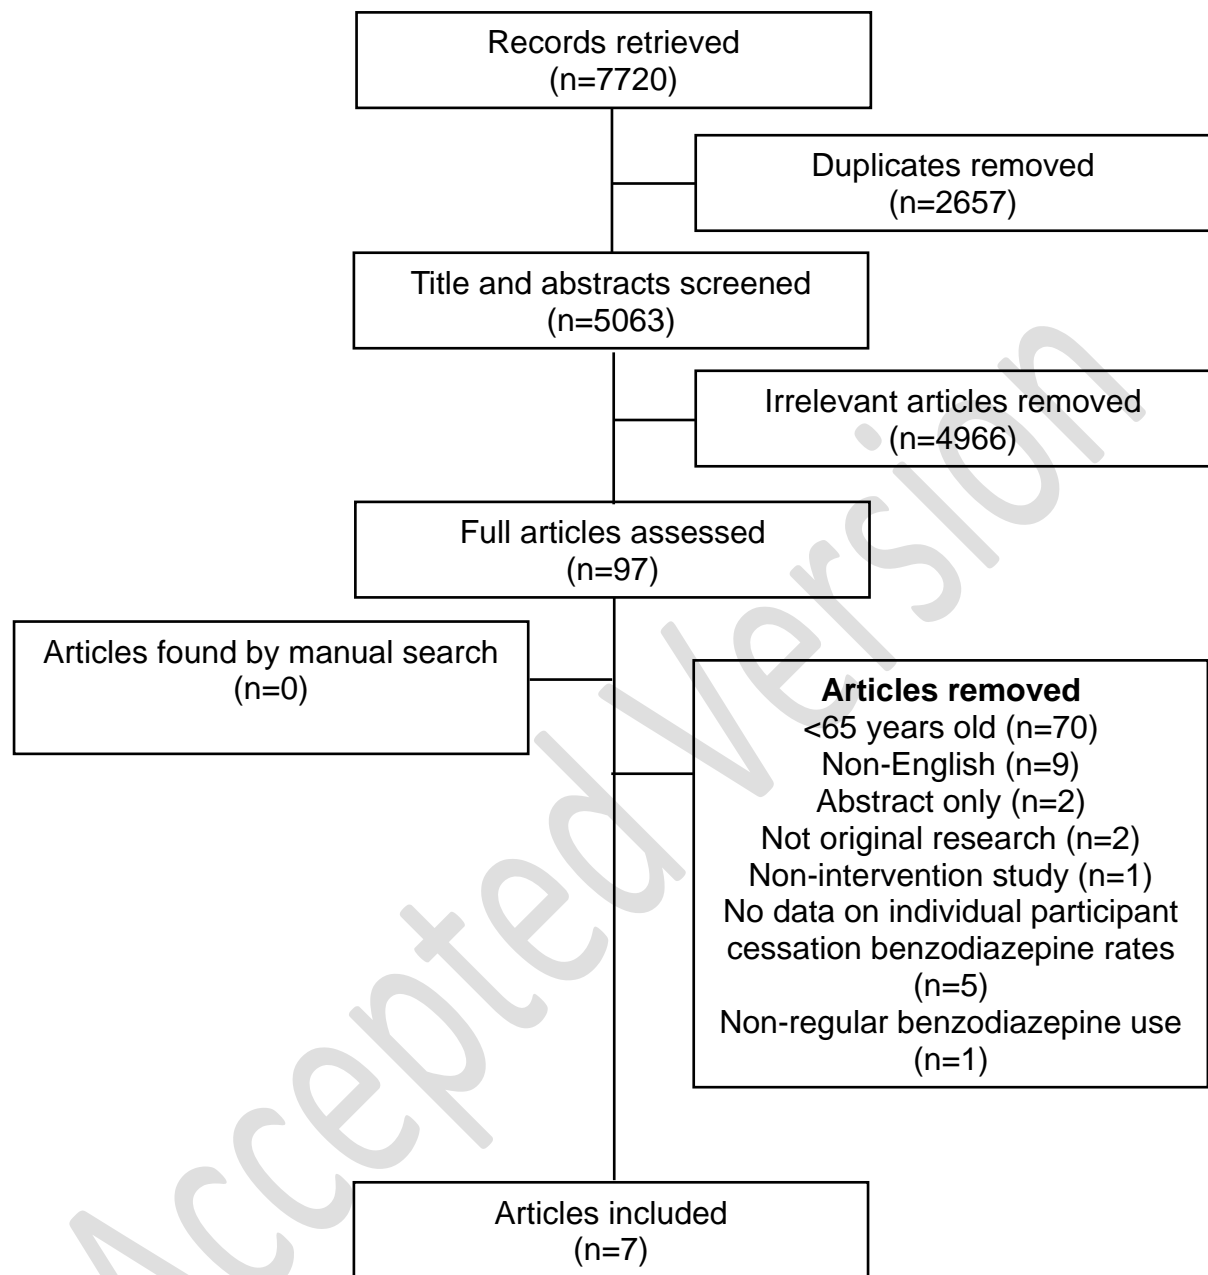 Records retrieved
(n=7720)
Duplicates removed
(n=2657)
Title and abstracts screened
(n=5063)
Irrelevant articles removed
(n=4966)
Full articles assessed
(n=97)
Articles found by manual search
(n=0)
Articles removed
<65 years old (n=70)
Non-English (n=9)
Abstract only (n=2)
Not original research (n=2)
Non-intervention study (n=1)
No data on individual participant
cessation benzodiazepine rates
(n=5)
Non-regular benzodiazepine use
(n=1)
Articles included
(n=7)
Accepted Version